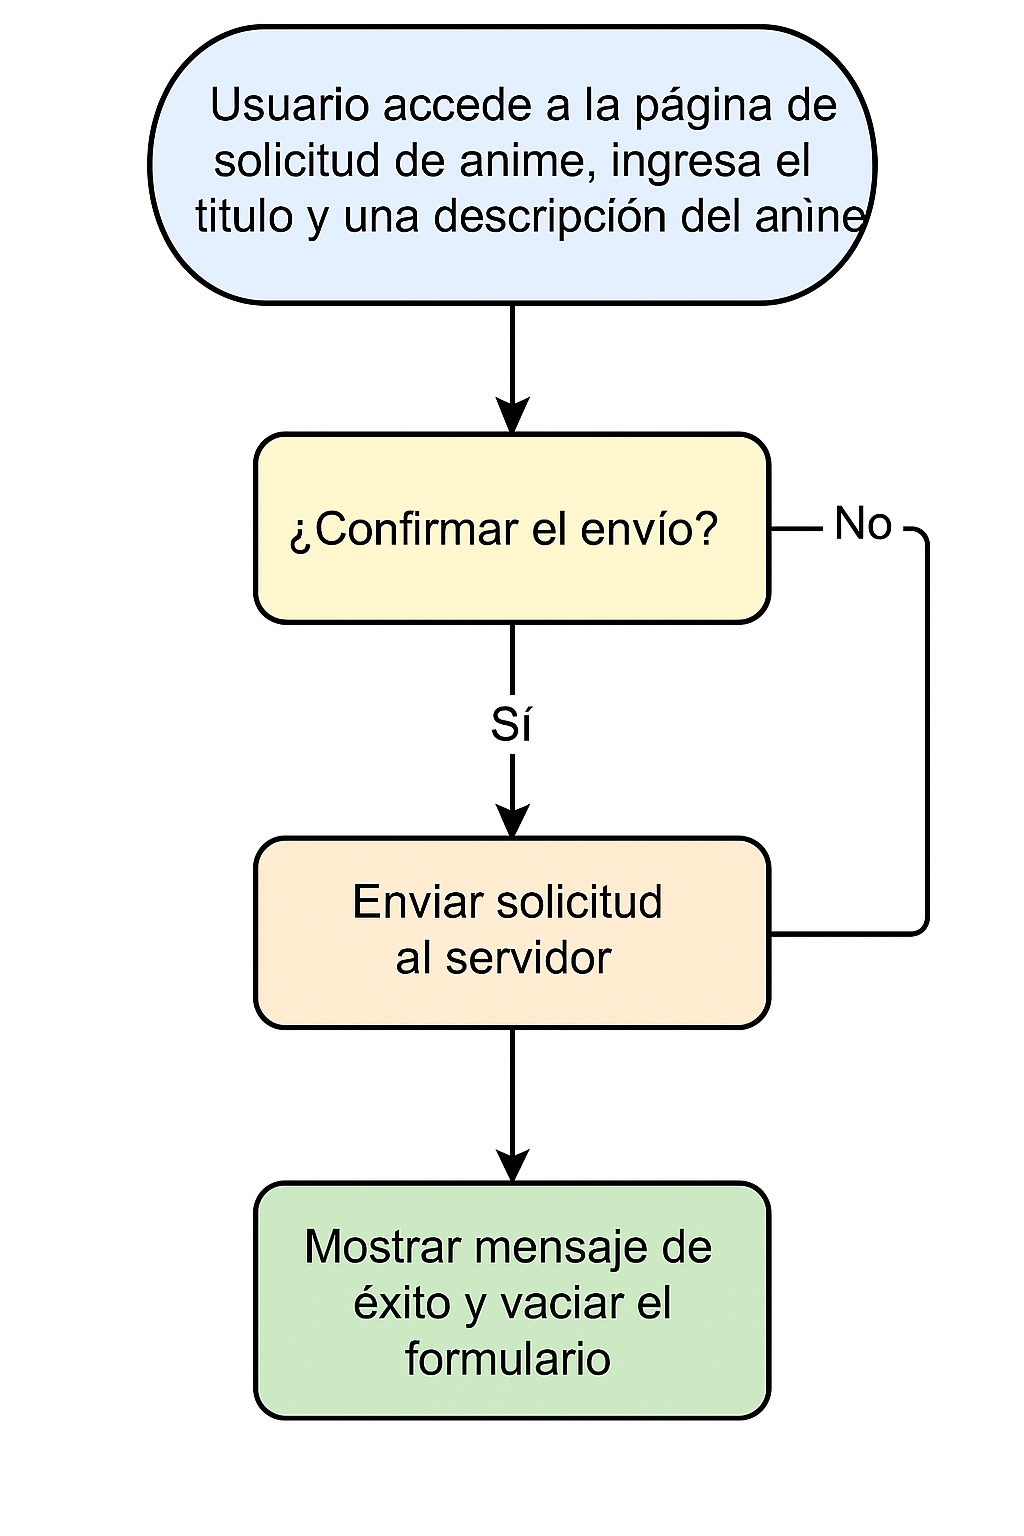 Usuario accede a la página de
solicitud de anime, ingresa el
titulo y una descripcíón del anìne
¿Confirmar el envío?
No
Sí
Enviar solicitud
al servidor
Mostrar mensaje de
éxito y vaciar el
formulario